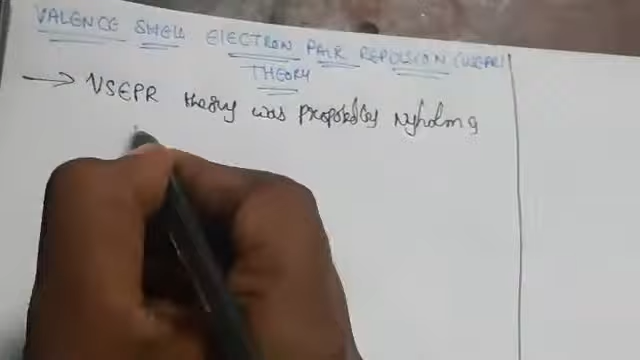 VALENCE SHELL ELECTRON PAIR REPULSION (VSEPR)
THEORY
→ VSEPR theory was proposed by Nyholm &